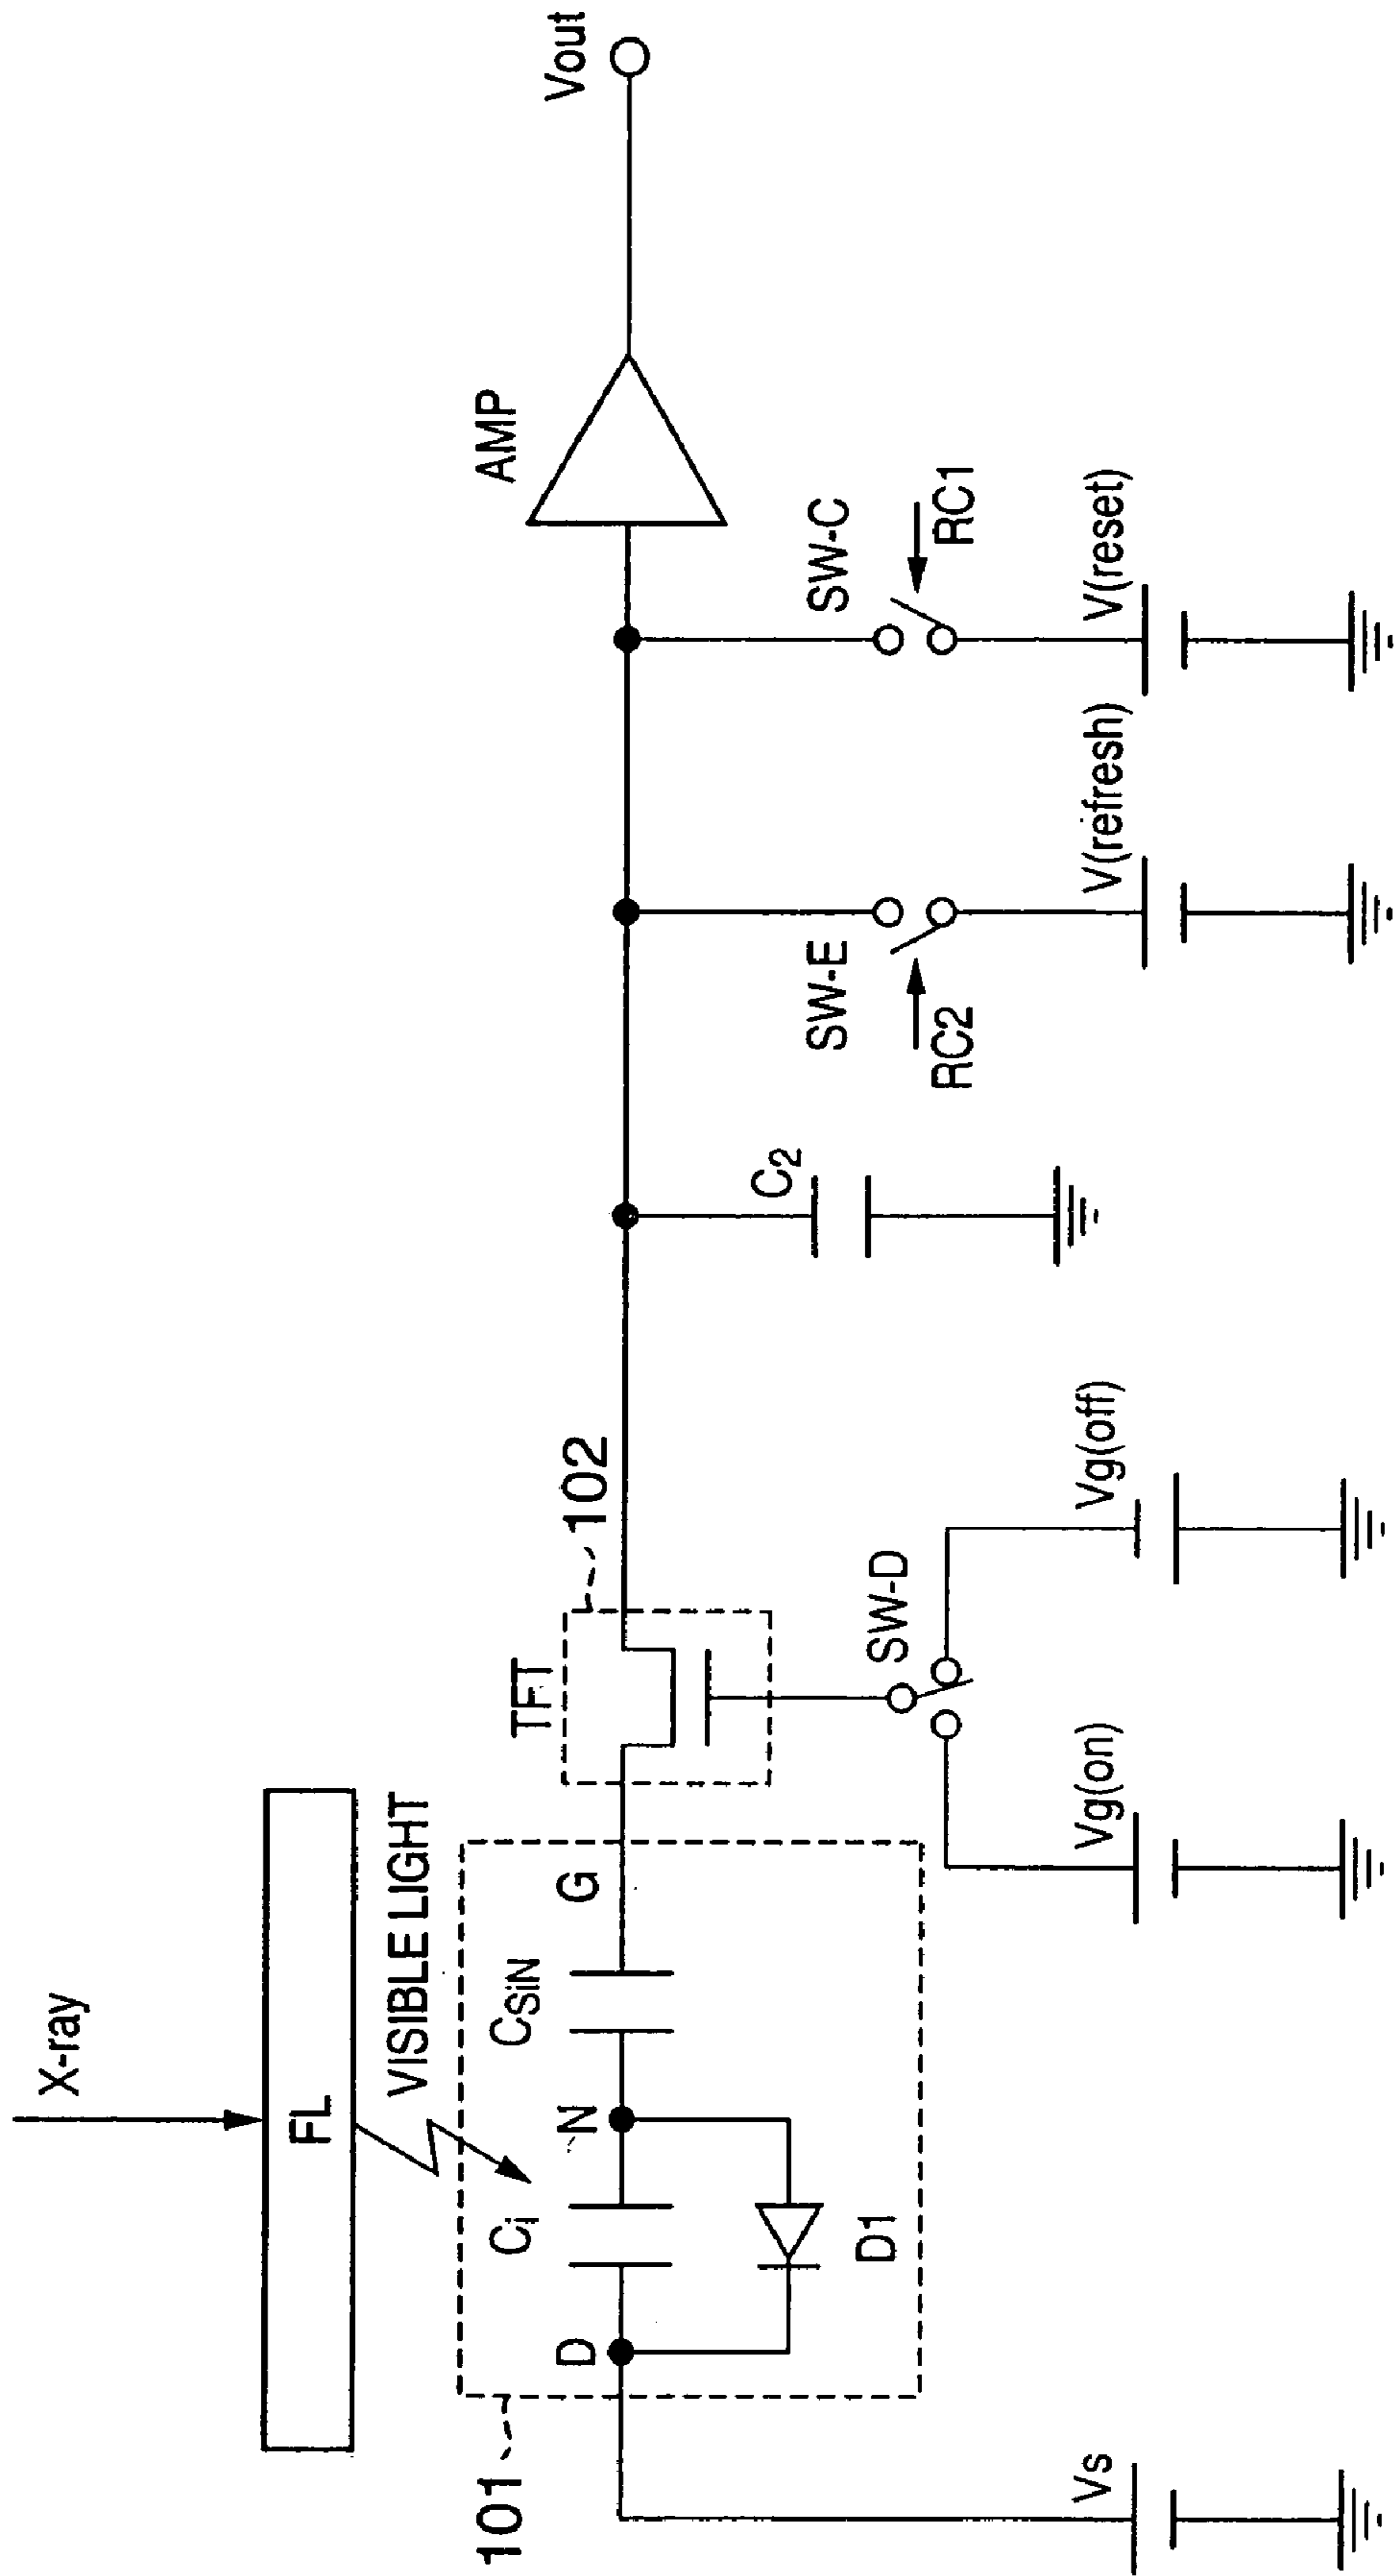 X-ray
FL
VISIBLE LIGHT
101
102
TFT
AMP
Vout
D
Ci
N
CSiN
G
D1
C2
SW-D
SW-E
RC2
SW-C
RC1
Vs
Vg(on)
Vg(off)
V(refresh)
V(reset)